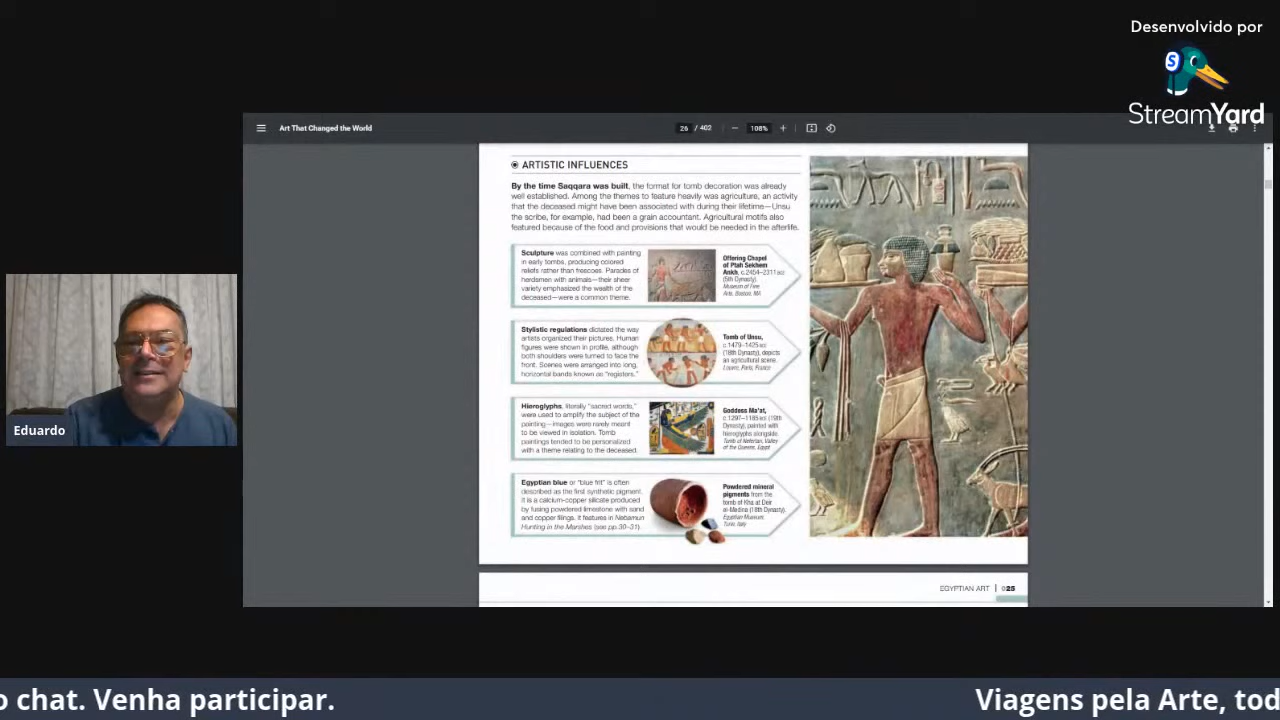 Desenvolvido por
StreamYard
Art That Changed the World
26 / 402
108%
ARTISTIC INFLUENCES
By the time Saqqara was built, the format for tomb decoration was already
well established. Among the themes to feature heavily was agriculture, an activity
that the deceased might have been associated with during their lifetime—Unsu
the scribe, for example, had been a grain accountant. Agricultural motifs also
featured because of the food and provisions that would be needed in the afterlife.
Sculpture was combined with painting
in early tombs, producing colored
reliefs rather than frescoes. Parades of
herdsmen with animals—their sheer
variety emphasized the wealth of the
deceased—were a common theme.
Offering Chapel
of Ptah Sekhem
Ankh, c.2454–2311 BCE
(5th Dynasty)
Museum of Fine
Arts, Boston, MA
Stylistic regulations dictated the way
artists organized their pictures. Human
figures were shown in profile, although
both shoulders were turned to face the
front. Scenes were arranged into long,
horizontal bands known as "registers."
Tomb of Unsu,
c.1479–1425 BCE
(18th Dynasty), depicts
an agricultural scene.
Louvre, Paris, France
Hieroglyphs, literally "sacred words,"
were used to amplify the subject of the
painting—images were rarely meant
to be viewed in isolation. Tomb
paintings tended to be personalized
with a theme relating to the deceased.
Goddess Ma'at,
c.1297–1185 BCE (19th
Dynasty), painted with
hieroglyphs alongside.
Tomb of Nefertari, Valley
of the Queens, Egypt
Egyptian blue or "blue frit" is often
described as the first synthetic pigment.
It is a calcium-copper silicate produced
by fusing powdered limestone with sand
and copper filings. It features in Nebamun
Hunting in the Marshes (see pp.30–31).
Powdered mineral
pigments from the
tomb of Kha at Deir
el-Medina (18th Dynasty).
Egyptian Museum,
Turin, Italy
EGYPTIAN ART | 025
Eduardo
o chat. Venha participar.
Viagens pela Arte, tod